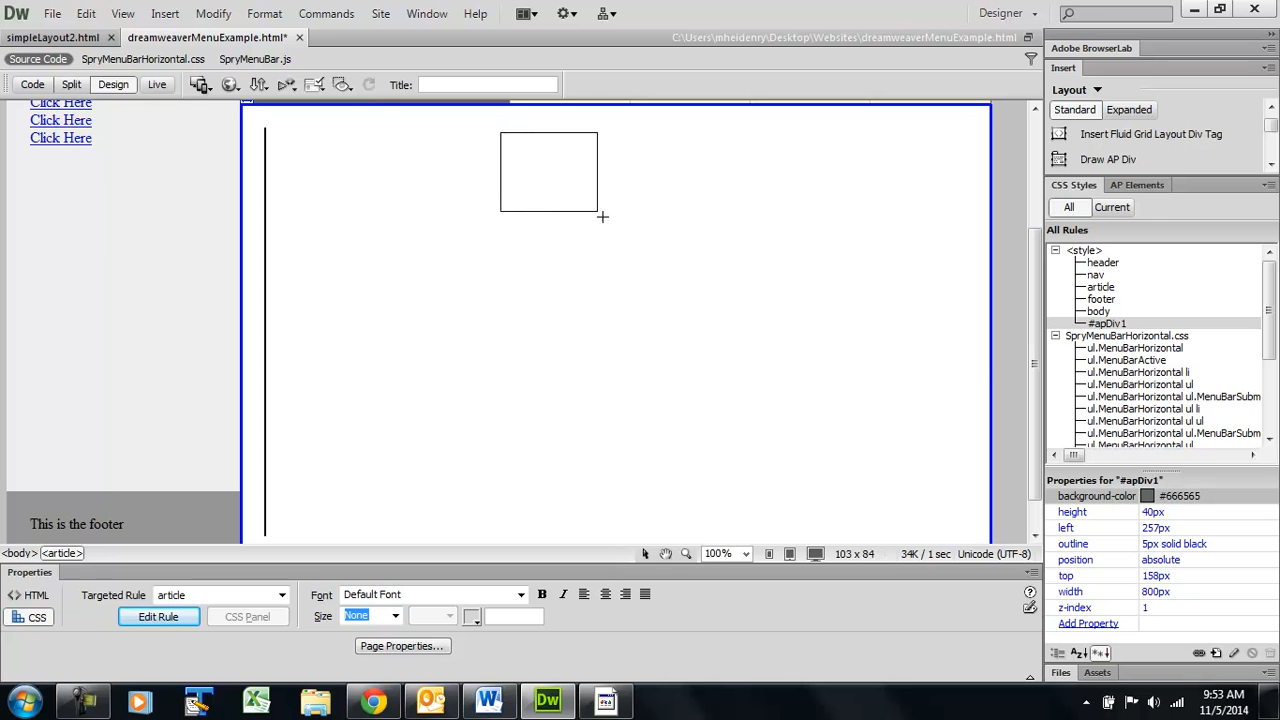 Dw File Edit View Insert Modify Format Commands Site Window Help Designer
simpleLayout2.html dreamweaverMenuExample.html* C:\Users\mheidenry\Desktop\Websites\dreamweaverMenuExample.html
Source Code SpryMenuBarHorizontal.css SpryMenuBar.js
Code Split Design Live Title:
Click Here
Click Here
Click Here
This is the footer
<body> <article> 100% 103 x 84 34K / 1 sec Unicode (UTF-8)
Properties
<> HTML Targeted Rule article Font Default Font B I
CSS Edit Rule CSS Panel Size None
Page Properties...
Adobe BrowserLab
Insert
Layout
Standard Expanded
Insert Fluid Grid Layout Div Tag
Draw AP Div
CSS Styles AP Elements
All Current
All Rules
<style>
header
nav
article
footer
body
#apDiv1
SpryMenuBarHorizontal.css
ul.MenuBarHorizontal
ul.MenuBarActive
ul.MenuBarHorizontal li
ul.MenuBarHorizontal ul
ul.MenuBarHorizontal ul.MenuBarSubm
ul.MenuBarHorizontal ul li
ul.MenuBarHorizontal ul ul
ul.MenuBarHorizontal ul.MenuBarSubm
ul.MenuBarHorizontal ul
Properties for "#apDiv1"
background-color #666565
height 40px
left 257px
outline 5px solid black
position absolute
top 158px
width 800px
z-index 1
Add Property
Files Assets
Dw
9:53 AM
11/5/2014